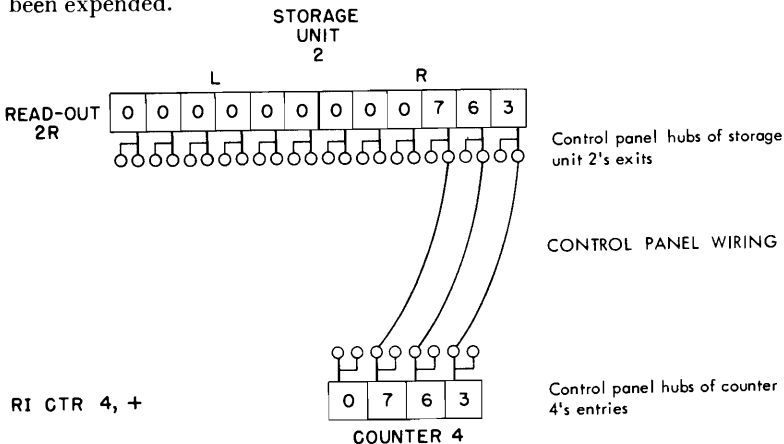 been expended.
STORAGE
UNIT
2
L R
READ-OUT
2R
0 0 0 0 0 0 0 0 0 7 6 3
Control panel hubs of storage
unit 2's exits
CONTROL PANEL WIRING
RI CTR 4, +
0 7 6 3
Control panel hubs of counter
4's entries
COUNTER 4